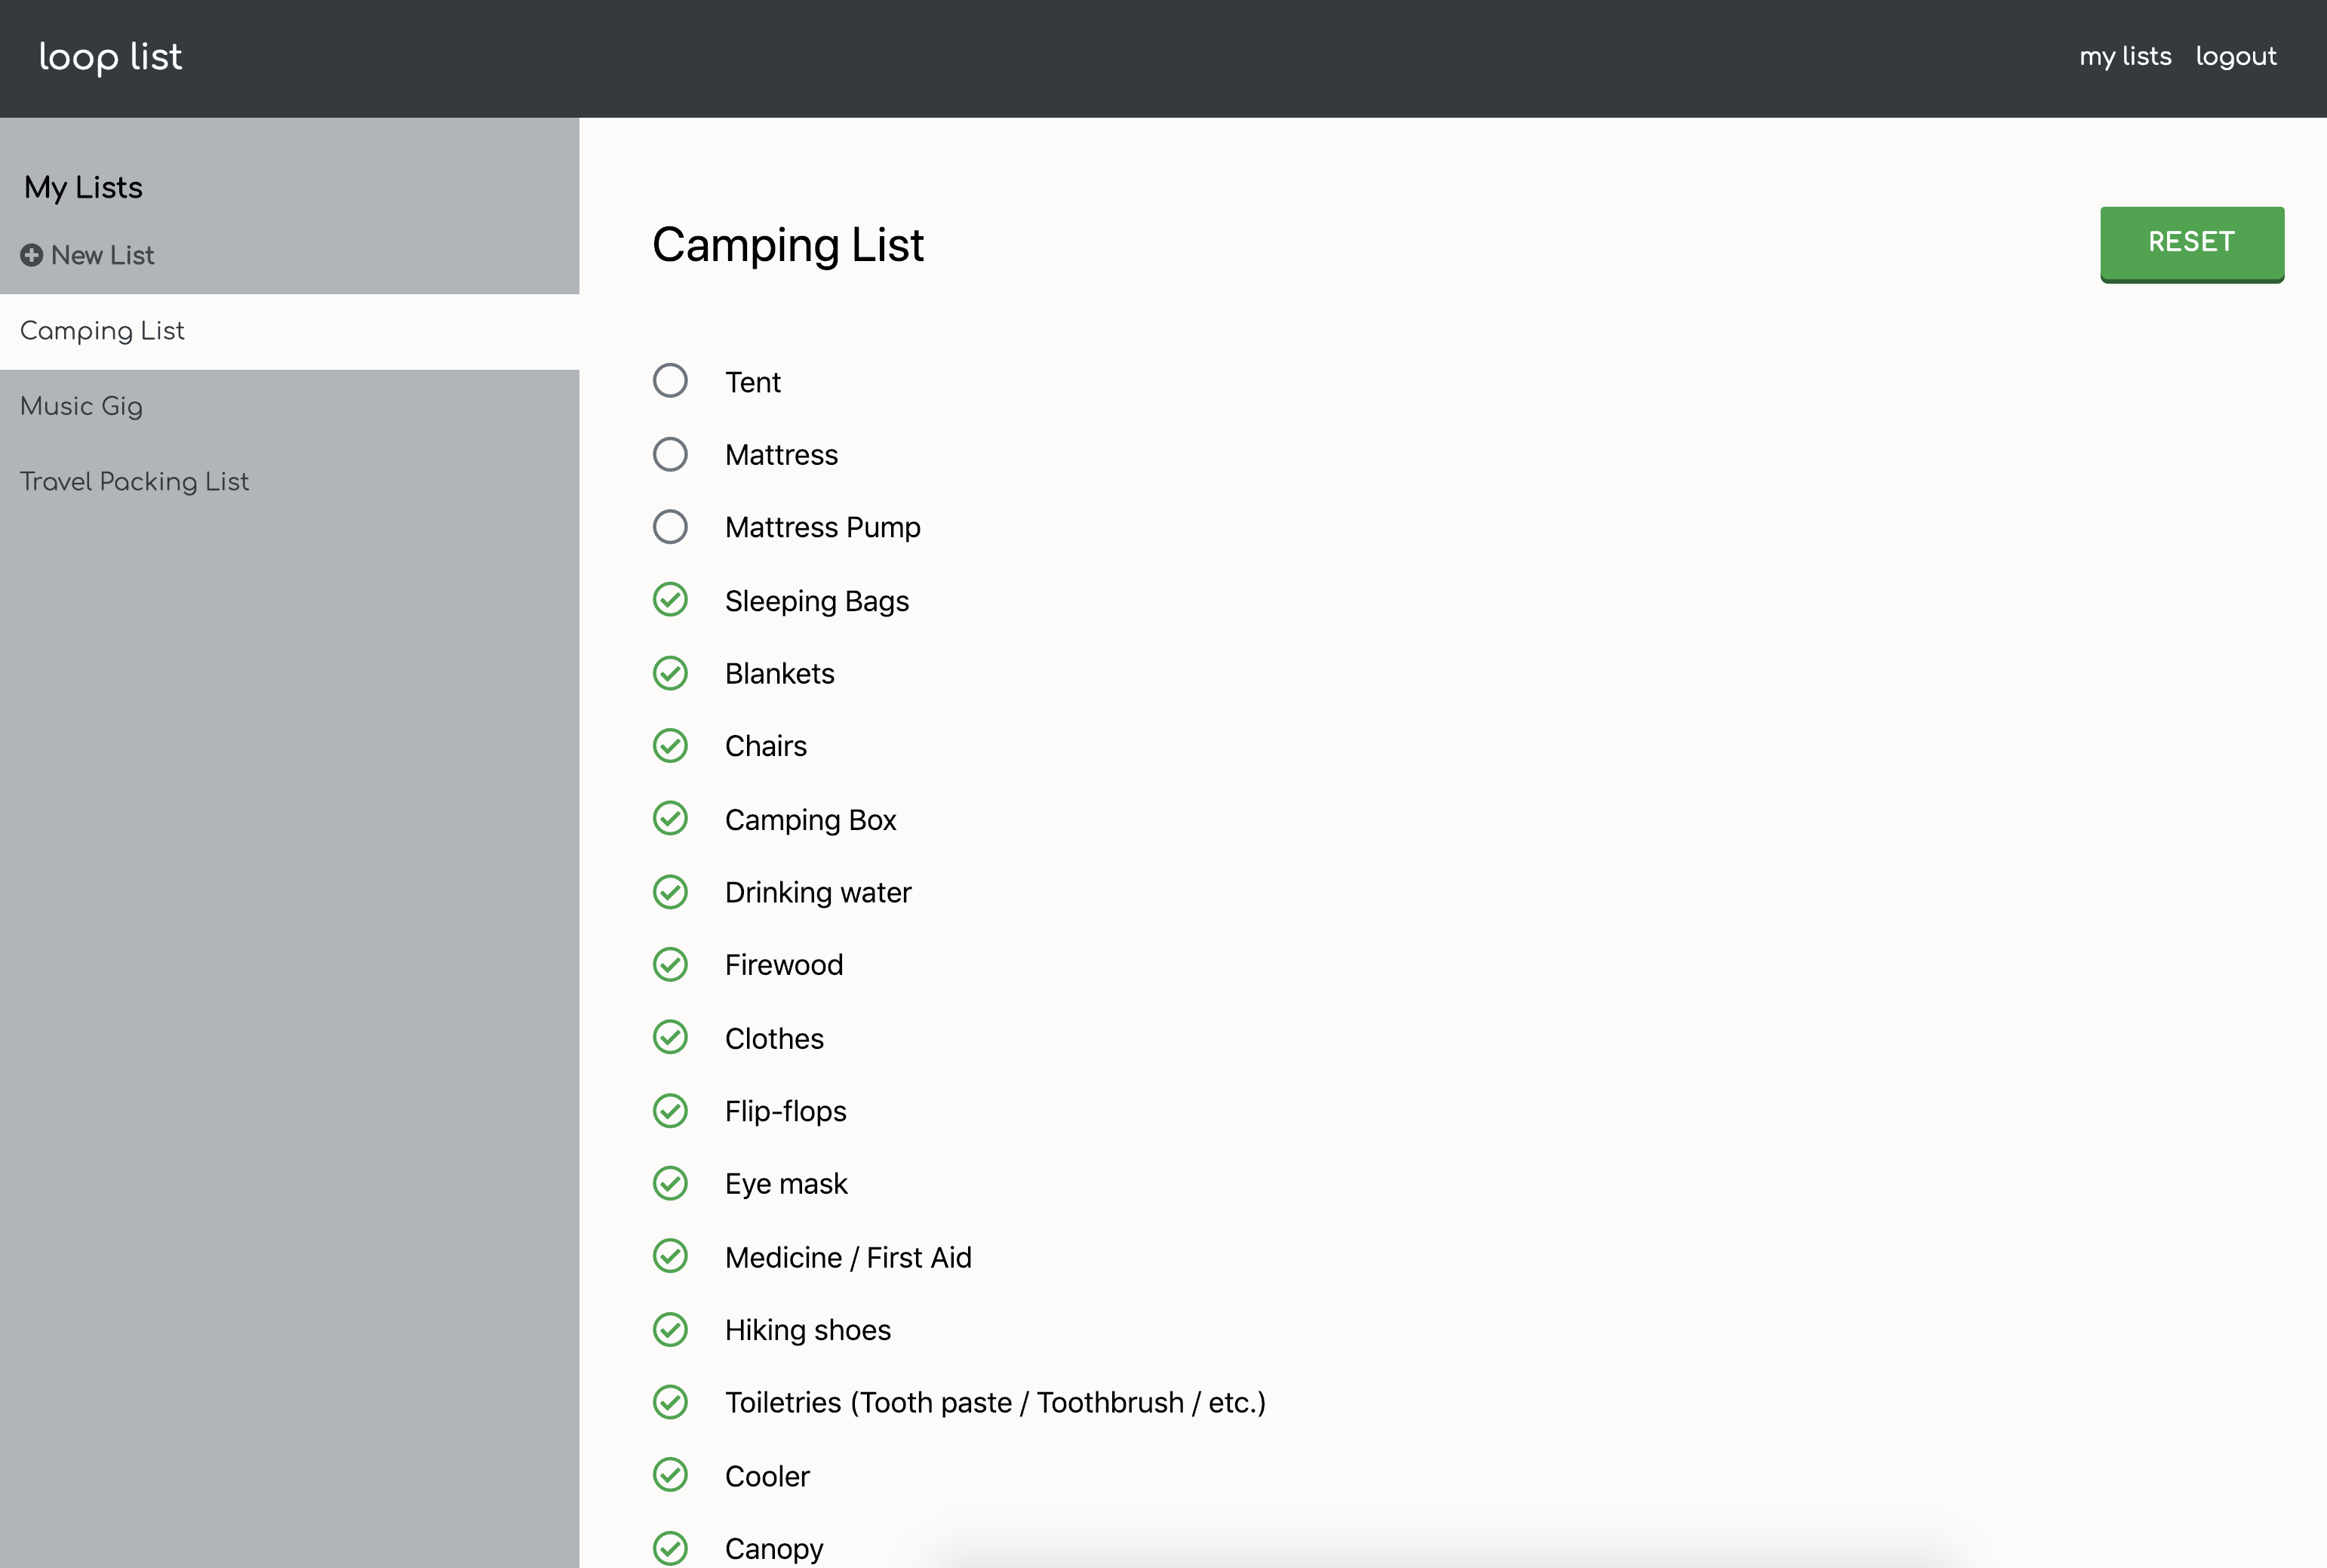 loop list
my lists
logout
My Lists
New List
Camping List
Music Gig
Travel Packing List
Camping List
RESET
Tent
Mattress
Mattress Pump
Sleeping Bags
Blankets
Chairs
Camping Box
Drinking water
Firewood
Clothes
Flip-flops
Eye mask
Medicine / First Aid
Hiking shoes
Toiletries (Tooth paste / Toothbrush / etc.)
Cooler
Canopy